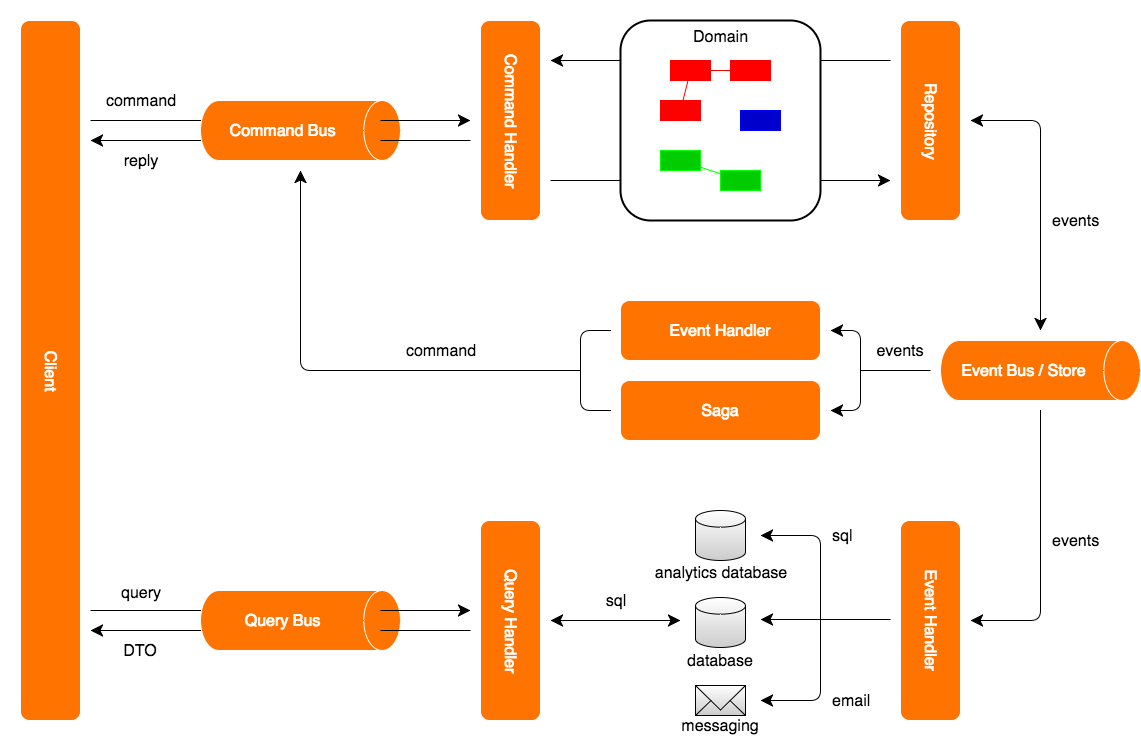 Domain
command
Command Bus
reply
Command Handler
Repository
events
Client
Event Handler
command
events
Event Bus / Store
Saga
sql
analytics database
events
query
Query Bus
DTO
Query Handler
sql
database
Event Handler
email
messaging